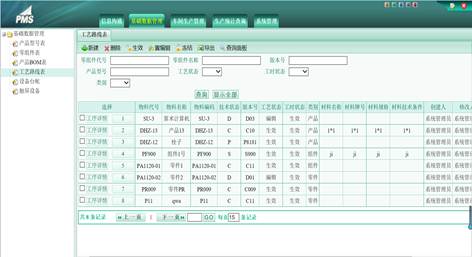 PMS
信息沟通 基础数据管理 车间生产管理 生产统计查询 系统管理
基础数据管理
产品型号表
零组件表
产品BOM表
工艺路线表
设备台帐
触屏设备
工艺路线表
新建 删除 生效 置编辑 冻结 导出 查询面板
零组件代号 零组件名称 版本号
产品型号 工艺状态 工时状态
类别
查询 显示全部
选择 物料代号 物料名称 物料编码 技术状态 版本号 工艺状态 工时状态 类别 材料名称 材料牌号 材料规格 材料技术条件 创建人 修改
工序详情 1 SU-3 算术计算机 SU-3 D D03 编辑 生效 零件 系统管理员 系统管
工序详情 2 DHZ-13 产品13 DHZ-13 C C10 生效 生效 产品 1*1 1*1 1*1 1*1 系统管理员 系统管
工序详情 3 DHZ-12 栓子 DHZ-12 P P8181 生效 生效 产品 系统管理员 系统管
工序详情 4 PF900 组件1号 PF900 S S900 生效 生效 组件 ji ji ji ji 系统管理员 系统管
工序详情 5 PA1120-01 零件1 PA1120-01 C C11 生效 生效 零件 系统管理员 系统管
工序详情 6 PA1120-02 零件2 PA1120-02 D D01 生效 生效 零件 系统管理员 系统管
工序详情 7 PR009 零件PR PR009 C C009 生效 生效 零件 系统管理员 系统管
工序详情 8 P11 qwa P11 C C11 生效 生效 零件 系统管理员 系统管
共8条记录 上一页 1 下一页 GO 每页 15 条记录